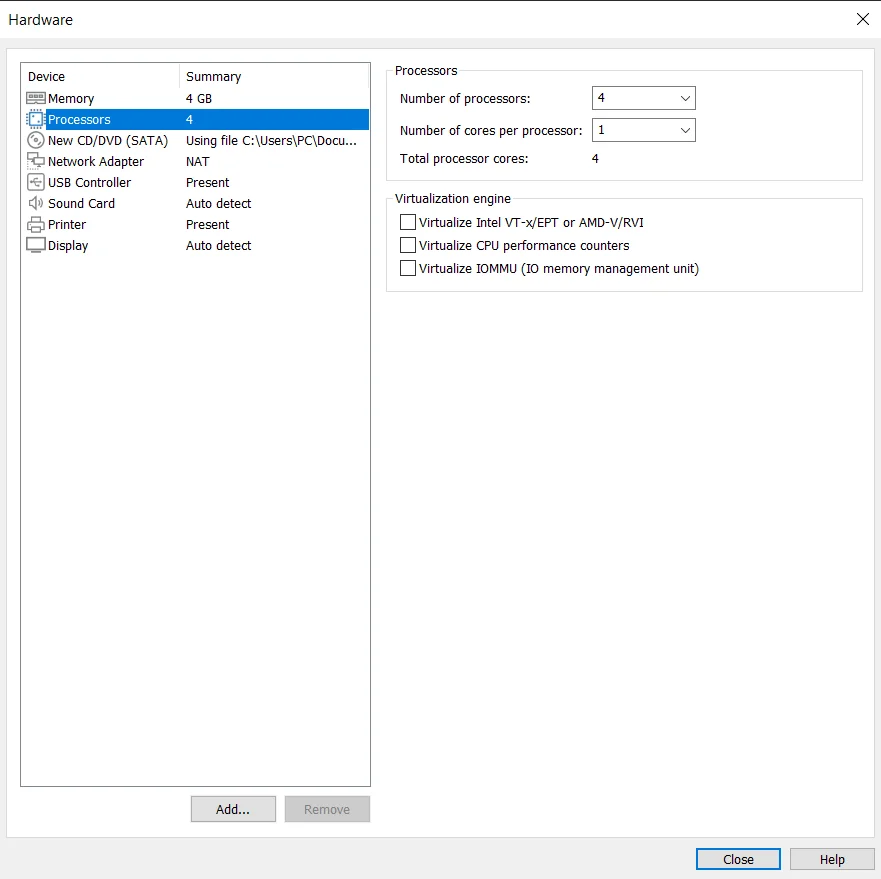 Hardware
Device Summary
Memory 4 GB
Processors 4
New CD/DVD (SATA) Using file C:\Users\PC\Docu...
Network Adapter NAT
USB Controller Present
Sound Card Auto detect
Printer Present
Display Auto detect
Add...
Remove
Processors
Number of processors: 4
Number of cores per processor: 1
Total processor cores: 4
Virtualization engine
Virtualize Intel VT-x/EPT or AMD-V/RVI
Virtualize CPU performance counters
Virtualize IOMMU (IO memory management unit)
Close
Help